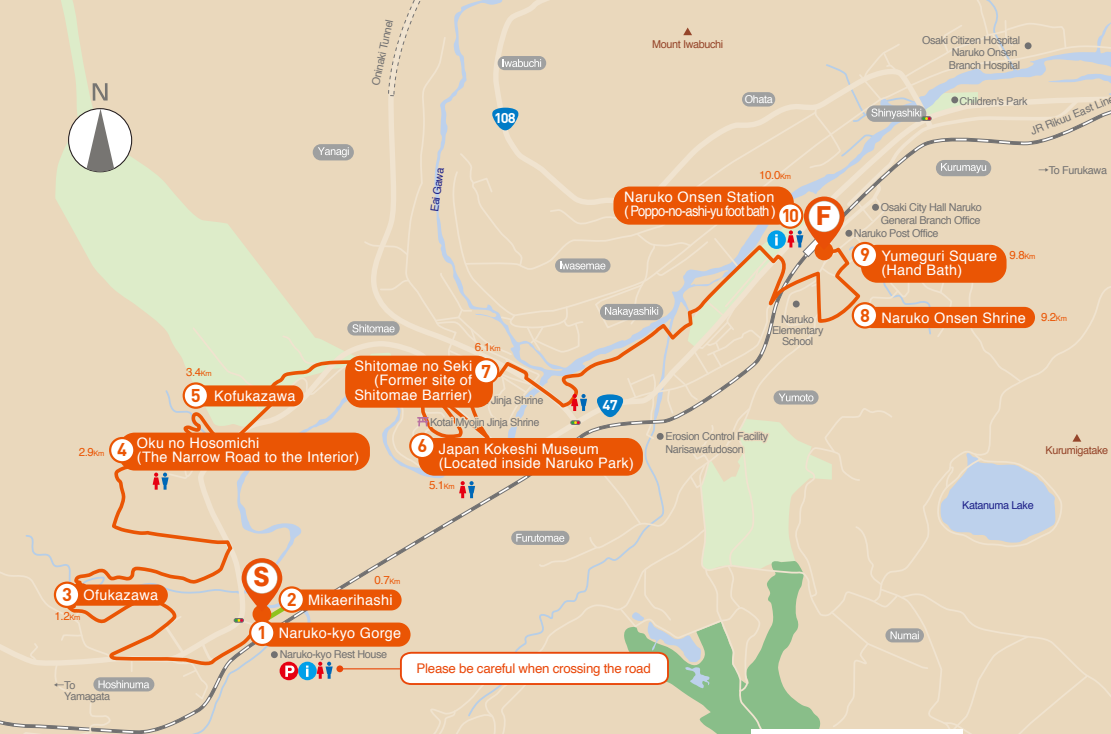 N
Oninaki Tunnel
Iwabuchi
108
Mount Iwabuchi
Osaki Citizen Hospital
Naruko Onsen
Branch Hospital
Ohata
Shinyashiki
Children's Park
JR Rikuu East Line
Yanagi
Eai Gawa
Kurumayu
→To Furukawa
10.0Km
Naruko Onsen Station
(Poppo-no-ashi-yu foot bath)
10
F
i
Osaki City Hall Naruko
General Branch Office
Naruko Post Office
9
Yumeguri Square
(Hand Bath)
9.8Km
Iwasemae
Nakayashiki
8
Naruko Onsen Shrine
9.2Km
Naruko
Elementary
School
Shitomae
6.1Km
Shitomae no Seki
(Former site of
Shitomae Barrier)
7
3.4Km
5
Kofukazawa
Jinja Shrine
Kotai Myojin Jinja Shrine
47
Yumoto
2.9Km
4
Oku no Hosomichi
(The Narrow Road to the Interior)
6
Japan Kokeshi Museum
(Located inside Naruko Park)
5.1Km
Erosion Control Facility
Narisawafudoson
Kurumigatake
Katanuma Lake
Furutomae
S
0.7Km
2
Mikaerihashi
3
Ofukazawa
1.2Km
1
Naruko-kyo Gorge
Naruko-kyo Rest House
P
i
Please be careful when crossing the road
Numai
←To
Yamagata
Hoshinuma